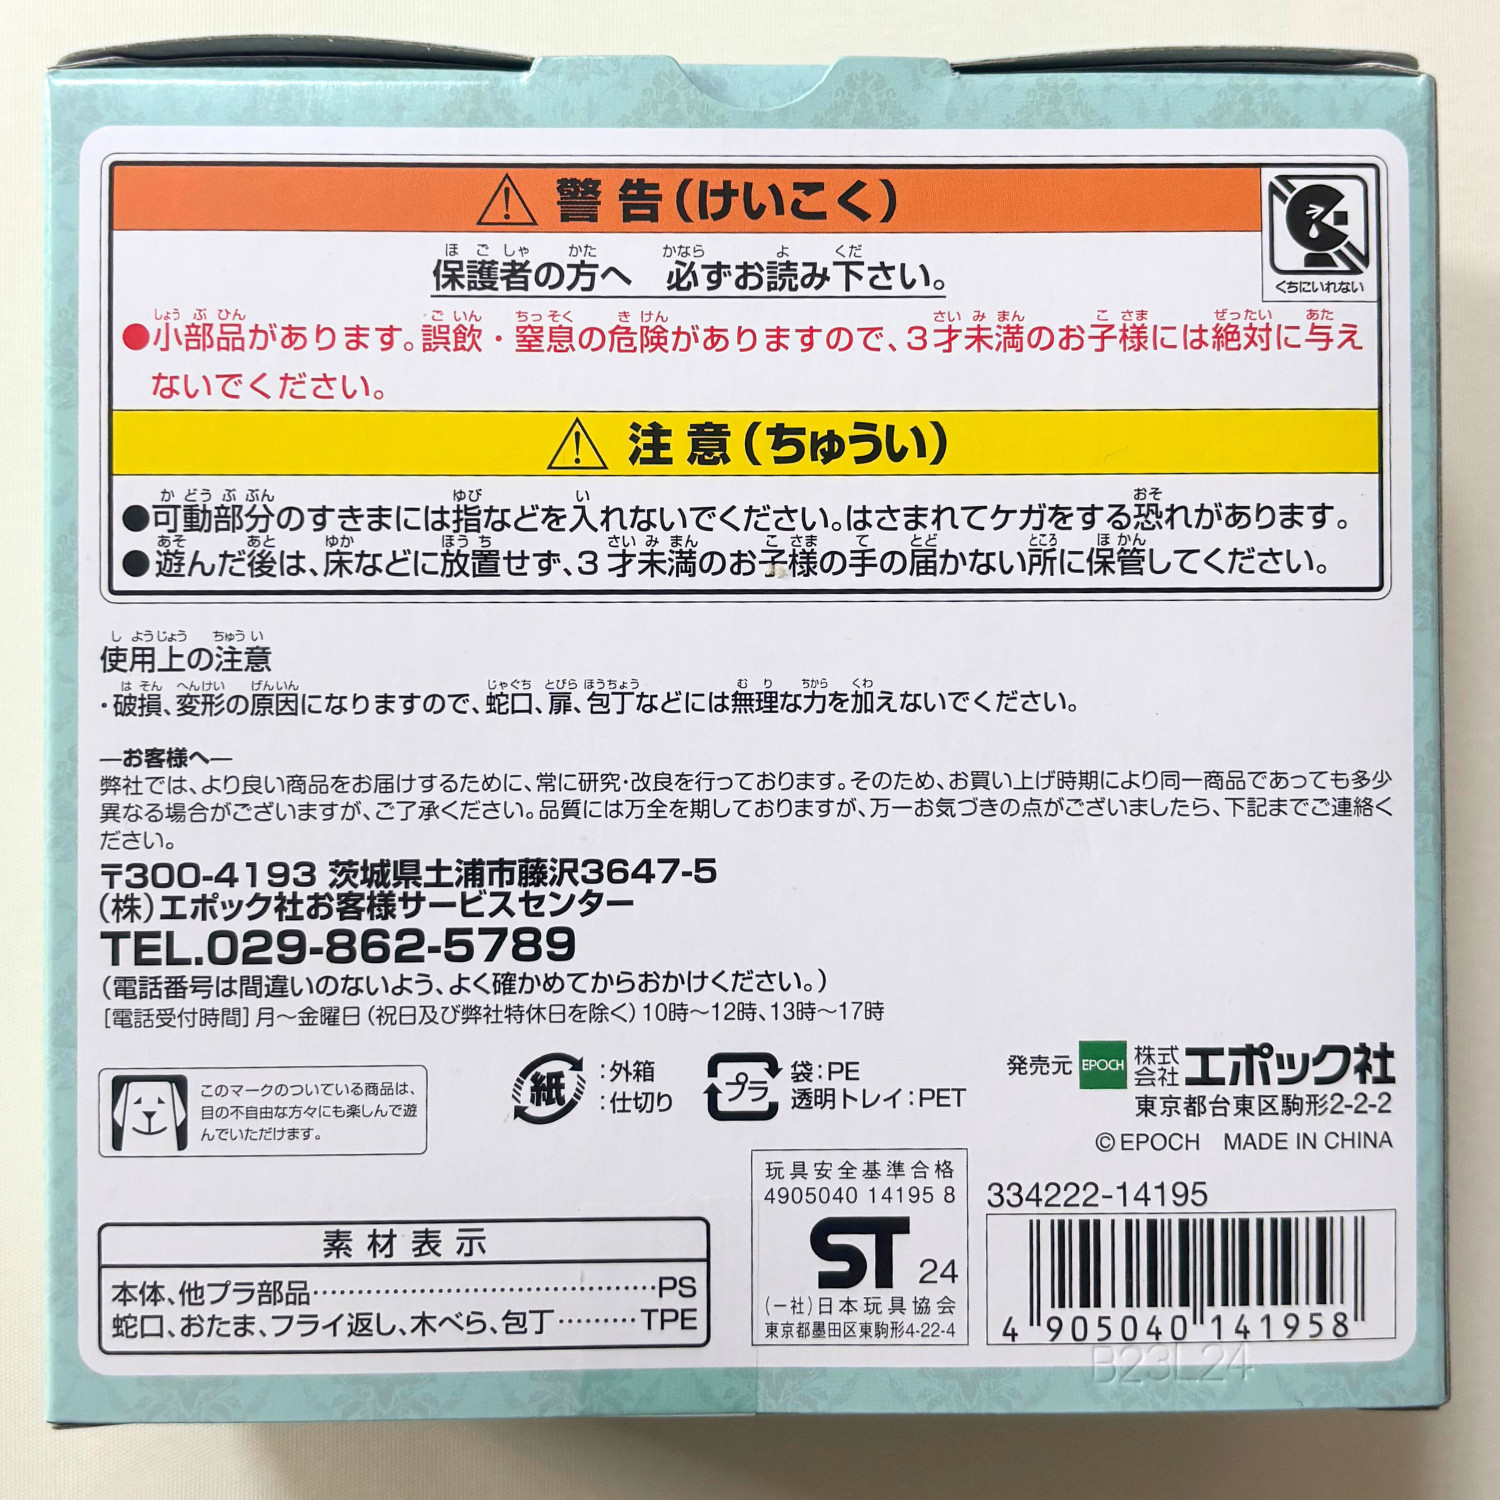 警告(けいこく)
くちにいれない
保護者の方へ 必ずお読み下さい。
●小部品があります。誤飲・窒息の危険がありますので、3才未満のお子様には絶対に与え
ないでください。
注意(ちゅうい)
●可動部分のすきまには指などを入れないでください。はさまれてケガをする恐れがあります。
●遊んだ後は、床などに放置せず、3才未満のお子様の手の届かない所に保管してください。
使用上の注意
・破損、変形の原因になりますので、蛇口、扉、包丁などには無理な力を加えないでください。
―お客様へ―
弊社では、より良い商品をお届けするために、常に研究・改良を行っております。そのため、お買い上げ時期により同一商品であっても多少
異なる場合がございますが、ご了承ください。品質には万全を期しておりますが、万一お気づきの点がございましたら、下記までご連絡く
ださい。
〒300-4193 茨城県土浦市藤沢3647-5
(株)エポック社お客様サービスセンター
TEL.029-862-5789
(電話番号は間違いのないよう、よく確かめてからおかけください。)
[電話受付時間]月～金曜日(祝日及び弊社特休日を除く)10時～12時、13時～17時
このマークのついている商品は、
目の不自由な方々にも楽しんで遊
んでいただけます。
紙
:外箱
:仕切り
プラ
袋:PE
透明トレイ:PET
発売元 EPOCH 株式会社エポック社
東京都台東区駒形2-2-2
©EPOCH MADE IN CHINA
素材表示
本体、他プラ部品……………………………PS
蛇口、おたま、フライ返し、木べら、包丁………TPE
玩具安全基準合格
4905040 14195 8
ST 24
(一社)日本玩具協会
東京都墨田区東駒形4-22-4
334222-14195
4 905040 141958
B23L24